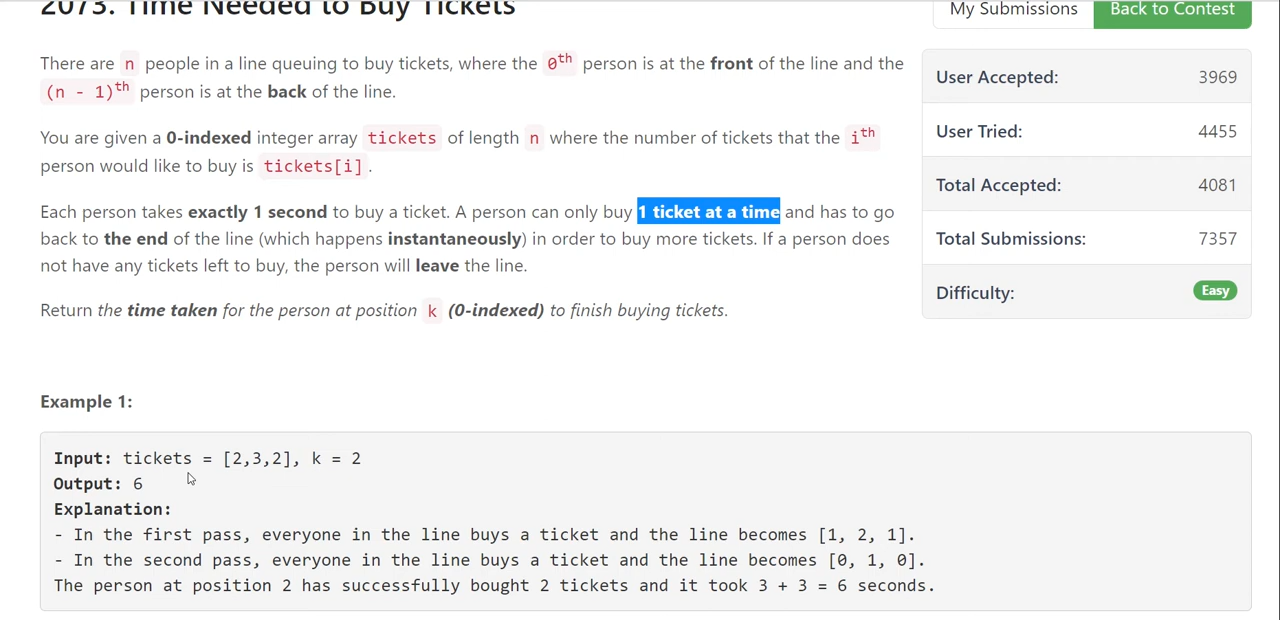 2073. Time Needed to Buy Tickets
My Submissions
Back to Contest
There are n people in a line queuing to buy tickets, where the 0th person is at the front of the line and the
(n - 1)th person is at the back of the line.
You are given a 0-indexed integer array tickets of length n where the number of tickets that the ith
person would like to buy is tickets[i].
Each person takes exactly 1 second to buy a ticket. A person can only buy 1 ticket at a time and has to go
back to the end of the line (which happens instantaneously) in order to buy more tickets. If a person does
not have any tickets left to buy, the person will leave the line.
Return the time taken for the person at position k (0-indexed) to finish buying tickets.
User Accepted: 3969
User Tried: 4455
Total Accepted: 4081
Total Submissions: 7357
Difficulty: Easy
Example 1:
Input: tickets = [2,3,2], k = 2
Output: 6
Explanation:
- In the first pass, everyone in the line buys a ticket and the line becomes [1, 2, 1].
- In the second pass, everyone in the line buys a ticket and the line becomes [0, 1, 0].
The person at position 2 has successfully bought 2 tickets and it took 3 + 3 = 6 seconds.